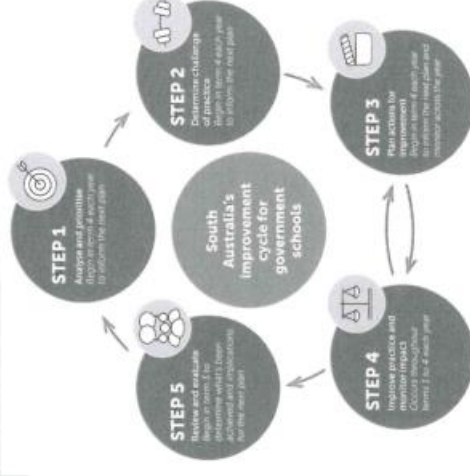 STEP 1
Analyse and prioritise
Begin in term 4 each year
to inform the next plan
STEP 2
Determine challenge
of practice
Begin in term 4 each year
to inform the next plan
STEP 3
Plan actions for
improvement
Begin in term 4 each year
to inform the next plan and
monitor across the year
STEP 4
Improve practice and
monitor impact
Occurs throughout
terms 1 to 4 each year
STEP 5
Review and evaluate
Begin in term 3 to
determine what's been
achieved and implications
for the next plan
South
Australia's
improvement
cycle for
government
schools